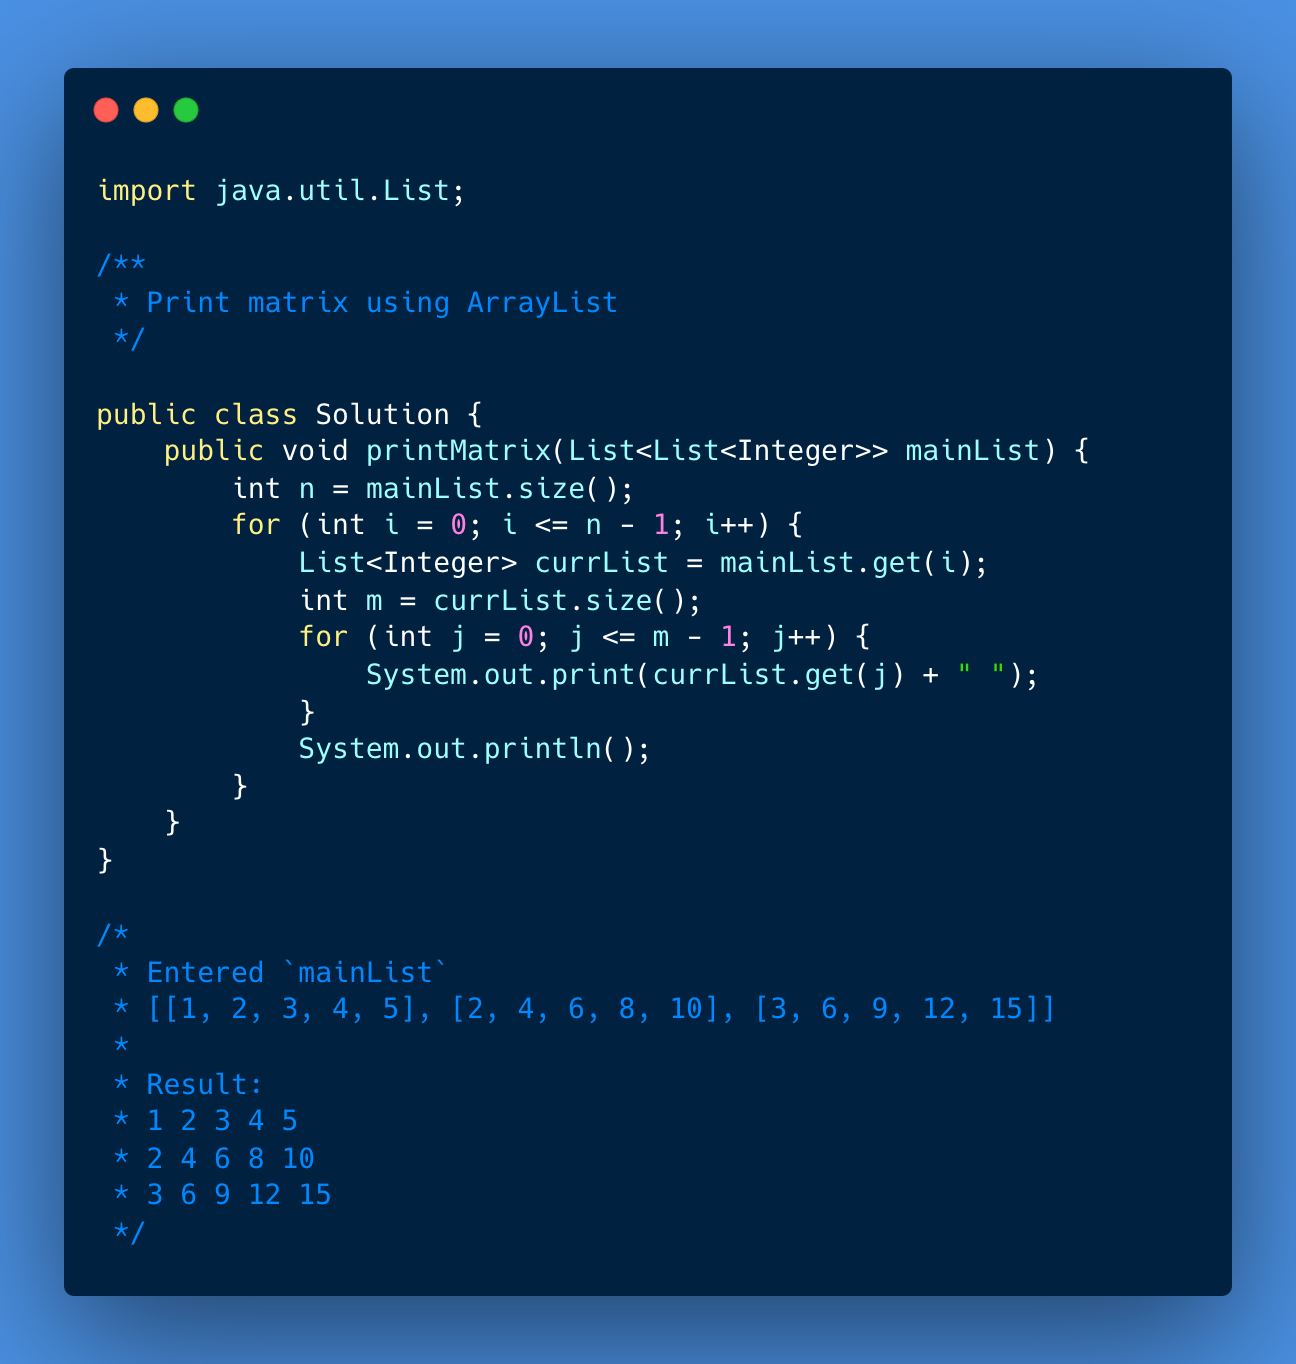 import java.util.List;

/**
 * Print matrix using ArrayList
 */

public class Solution {
    public void printMatrix(List<List<Integer>> mainList) {
        int n = mainList.size();
        for (int i = 0; i <= n - 1; i++) {
            List<Integer> currList = mainList.get(i);
            int m = currList.size();
            for (int j = 0; j <= m - 1; j++) {
                System.out.print(currList.get(j) + " ");
            }
            System.out.println();
        }
    }
}

/*
 * Entered `mainList`
 * [[1, 2, 3, 4, 5], [2, 4, 6, 8, 10], [3, 6, 9, 12, 15]]
 *
 * Result:
 * 1 2 3 4 5
 * 2 4 6 8 10
 * 3 6 9 12 15
 */